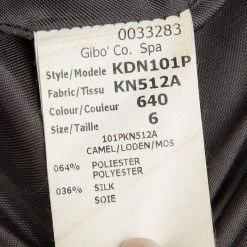 0033283
Gibo' Co. Spa
Style/Modele KDN101P
Fabric/Tissu KN512A
Colour/Couleur 640
Size/Taille 6
101PKN512A
CAMEL/LODEN/MOS
064% POLIESTER
POLYESTER
036% SILK
SOIE